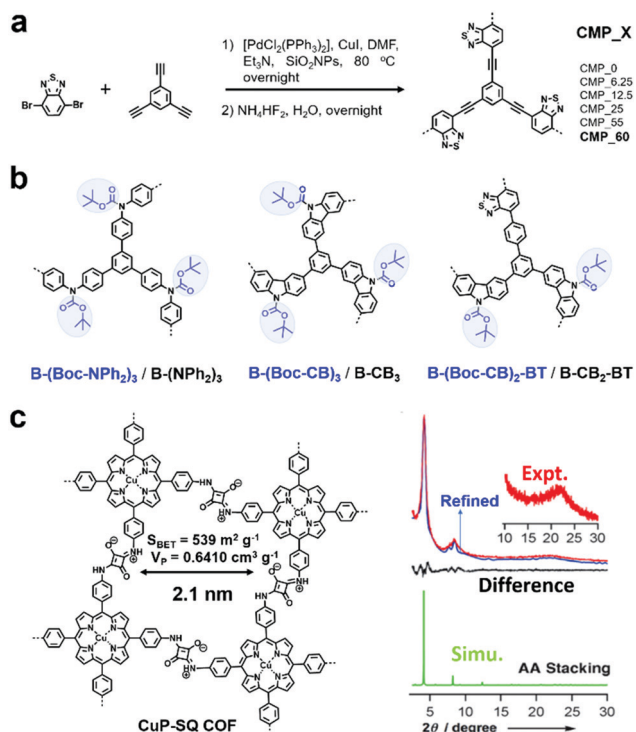 a
1) [PdCl2(PPh3)2], CuI, DMF,
Et3N, SiO2NPs, 80 ºC
overnight
2) NH4HF2, H2O, overnight
Br
N
S
N
Br
+
CMP_X
CMP_0
CMP_6.25
CMP_12.5
CMP_25
CMP_55
CMP_60
b
B-(Boc-NPh2)3 / B-(NPh2)3
B-(Boc-CB)3 / B-CB3
B-(Boc-CB)2-BT / B-CB2-BT
c
SBET = 539 m2 g-1
VP = 0.6410 cm3 g-1
2.1 nm
CuP-SQ COF
Expt.
Refined
10 15 20 25 30
Difference
Simu.
AA Stacking
5 10 15 20 25 30
2θ / degree